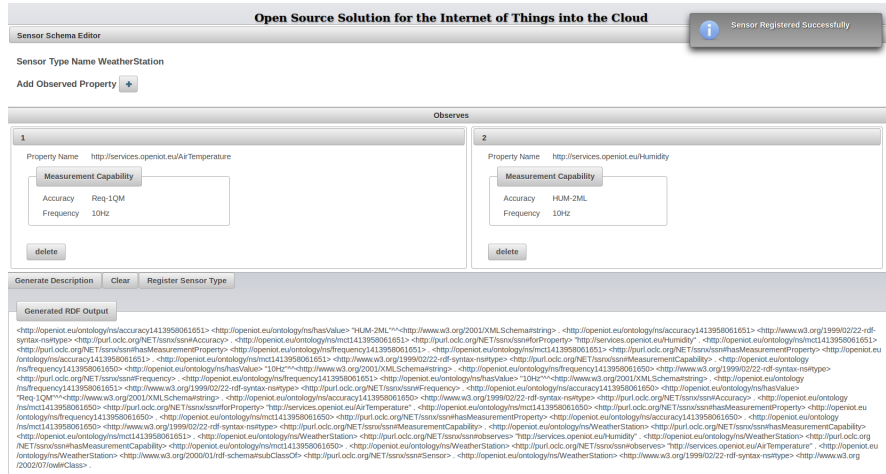 Open Source Solution for the Internet of Things into the Cloud
Sensor Registered Successfully
Sensor Schema Editor
Sensor Type Name WeatherStation
Add Observed Property +
Observes
1
Property Name http://services.openiot.eu/AirTemperature
Measurement Capability
Accuracy Req-1QM
Frequency 10Hz
delete
2
Property Name http://services.openiot.eu/Humidity
Measurement Capability
Accuracy HUM-2ML
Frequency 10Hz
delete
Generate Description Clear Register Sensor Type
Generated RDF Output
<http://openiot.eu/ontology/ns/accuracy1413958061651> <http://openiot.eu/ontology/ns/hasValue> "HUM-2ML"^^<http://www.w3.org/2001/XMLSchema#string> . <http://openiot.eu/ontology/ns/accuracy1413958061651> <http://www.w3.org/1999/02/22-rdf-
syntax-ns#type> <http://purl.oclc.org/NET/ssnx/ssn#Accuracy> . <http://openiot.eu/ontology/ns/mct1413958061651> <http://purl.oclc.org/NET/ssnx/ssn#forProperty> "http://services.openiot.eu/Humidity" . <http://openiot.eu/ontology/ns/mct1413958061651>
<http://purl.oclc.org/NET/ssnx/ssn#hasMeasurementProperty> <http://openiot.eu/ontology/ns/frequency1413958061651> . <http://openiot.eu/ontology/ns/mct1413958061651> <http://purl.oclc.org/NET/ssnx/ssn#hasMeasurementProperty> <http://openiot.eu
/ontology/ns/accuracy1413958061651> . <http://openiot.eu/ontology/ns/mct1413958061651> <http://www.w3.org/1999/02/22-rdf-syntax-ns#type> <http://purl.oclc.org/NET/ssnx/ssn#MeasurementCapability> . <http://openiot.eu/ontology
/ns/frequency1413958061650> <http://openiot.eu/ontology/ns/hasValue> "10Hz"^^<http://www.w3.org/2001/XMLSchema#string> . <http://openiot.eu/ontology/ns/frequency1413958061650> <http://www.w3.org/1999/02/22-rdf-syntax-ns#type>
<http://purl.oclc.org/NET/ssnx/ssn#Frequency> . <http://openiot.eu/ontology/ns/frequency1413958061651> <http://openiot.eu/ontology/ns/hasValue> "10Hz"^^<http://www.w3.org/2001/XMLSchema#string> . <http://openiot.eu/ontology
/ns/frequency1413958061651> <http://www.w3.org/1999/02/22-rdf-syntax-ns#type> <http://purl.oclc.org/NET/ssnx/ssn#Frequency> . <http://openiot.eu/ontology/ns/accuracy1413958061650> <http://openiot.eu/ontology/ns/hasValue>
"Req-1QM"^^<http://www.w3.org/2001/XMLSchema#string> . <http://openiot.eu/ontology/ns/accuracy1413958061650> <http://www.w3.org/1999/02/22-rdf-syntax-ns#type> <http://purl.oclc.org/NET/ssnx/ssn#Accuracy> . <http://openiot.eu/ontology
/ns/mct1413958061650> <http://purl.oclc.org/NET/ssnx/ssn#forProperty> "http://services.openiot.eu/AirTemperature" . <http://openiot.eu/ontology/ns/mct1413958061650> <http://purl.oclc.org/NET/ssnx/ssn#hasMeasurementProperty> <http://openiot.eu
/ontology/ns/frequency1413958061650> . <http://openiot.eu/ontology/ns/mct1413958061650> <http://purl.oclc.org/NET/ssnx/ssn#hasMeasurementProperty> <http://openiot.eu/ontology/ns/accuracy1413958061650> . <http://openiot.eu/ontology
/ns/mct1413958061650> <http://www.w3.org/1999/02/22-rdf-syntax-ns#type> <http://purl.oclc.org/NET/ssnx/ssn#MeasurementCapability> . <http://openiot.eu/ontology/ns/WeatherStation> <http://purl.oclc.org/NET/ssnx/ssn#hasMeasurementCapability>
<http://openiot.eu/ontology/ns/mct1413958061651> . <http://openiot.eu/ontology/ns/WeatherStation> <http://purl.oclc.org/NET/ssnx/ssn#observes> "http://services.openiot.eu/Humidity" . <http://openiot.eu/ontology/ns/WeatherStation> <http://purl.oclc.org
/NET/ssnx/ssn#hasMeasurementCapability> <http://openiot.eu/ontology/ns/mct1413958061650> . <http://openiot.eu/ontology/ns/WeatherStation> <http://purl.oclc.org/NET/ssnx/ssn#observes> "http://services.openiot.eu/AirTemperature" . <http://openiot.eu
/ontology/ns/WeatherStation> <http://www.w3.org/2000/01/rdf-schema#subClassOf> <http://purl.oclc.org/NET/ssnx/ssn#Sensor> . <http://openiot.eu/ontology/ns/WeatherStation> <http://www.w3.org/1999/02/22-rdf-syntax-ns#type> <http://www.w3.org
/2002/07/owl#Class> .